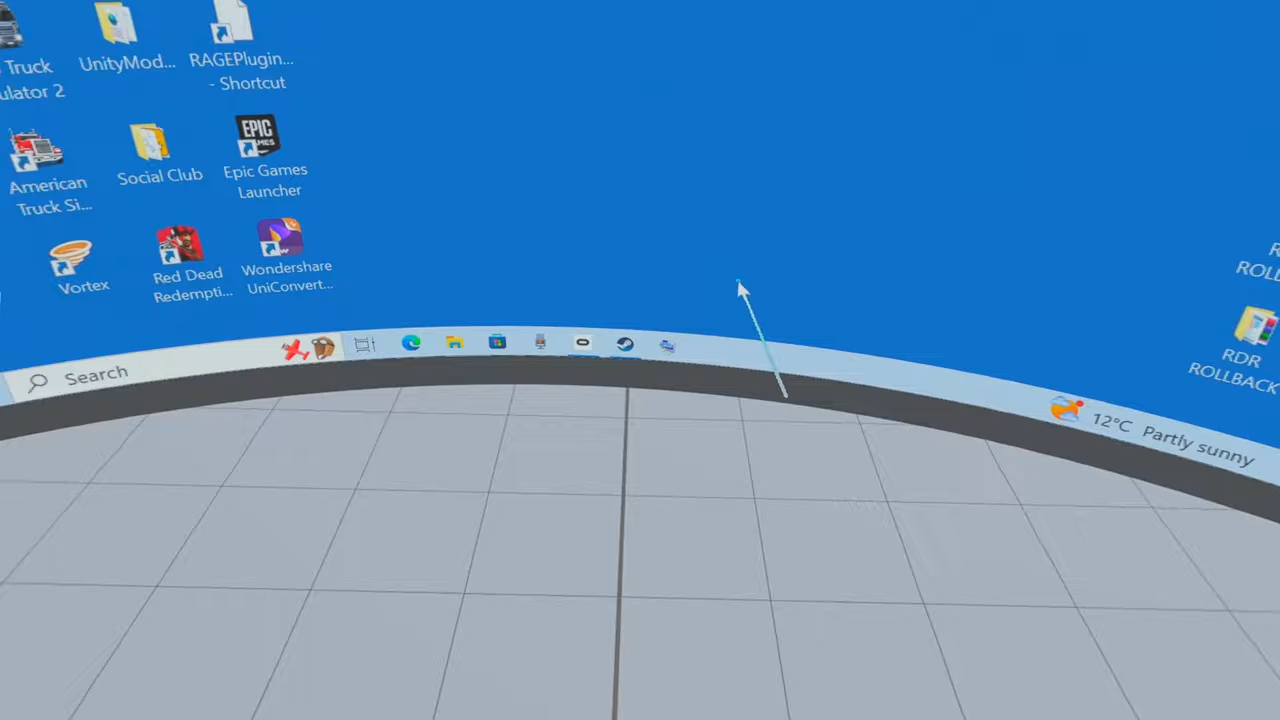 Truck
ulator 2
UnityMod...
RAGEPlugin...
- Shortcut
American
Truck Si...
Social Club
EPIC
GAMES
Epic Games
Launcher
Vortex
Red Dead
Redempti...
Wondershare
UniConvert...
RO
ROLL
RDR
ROLLBACK
Search
12°C Partly sunny